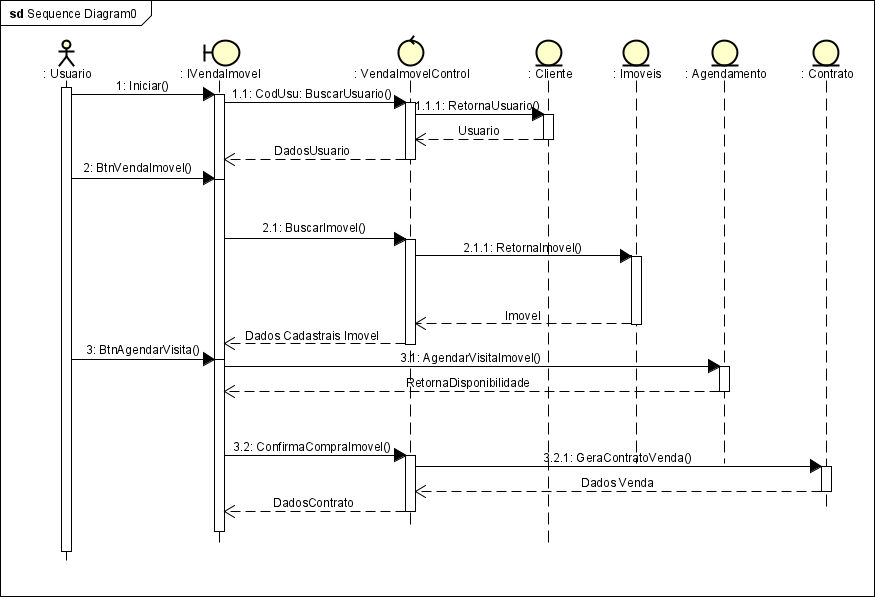 sd Sequence Diagram0
: Usuario
: IVendaImovel
: VendaImovelControl
: Cliente
: Imoveis
: Agendamento
: Contrato
1: Iniciar()
1.1: CodUsu: BuscarUsuario()
1.1.1: RetornaUsuario()
Usuario
DadosUsuario
2: BtnVendaImovel()
2.1: BuscarImovel()
2.1.1: RetornaImovel()
Imovel
Dados Cadastrais Imovel
3: BtnAgendarVisita()
3.1: AgendarVisitaImovel()
RetornaDisponibilidade
3.2: ConfirmaCompraImovel()
3.2.1: GeraContratoVenda()
Dados Venda
DadosContrato